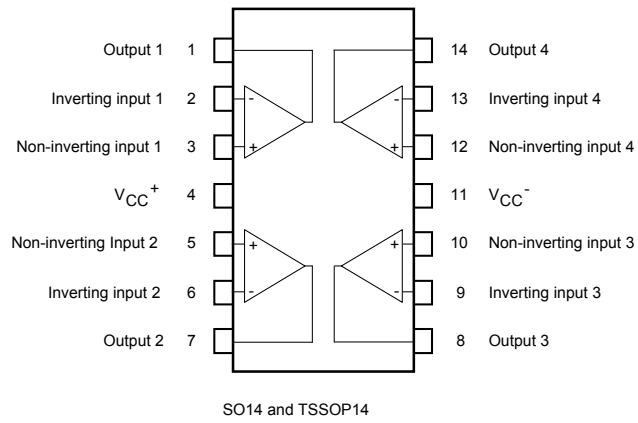 Output 1 1 14 Output 4
Inverting input 1 2 - - 13 Inverting input 4
Non-inverting input 1 3 + + 12 Non-inverting input 4
VCC+ 4 11 VCC-
Non-inverting Input 2 5 + + 10 Non-inverting input 3
Inverting input 2 6 - - 9 Inverting input 3
Output 2 7 8 Output 3
SO14 and TSSOP14